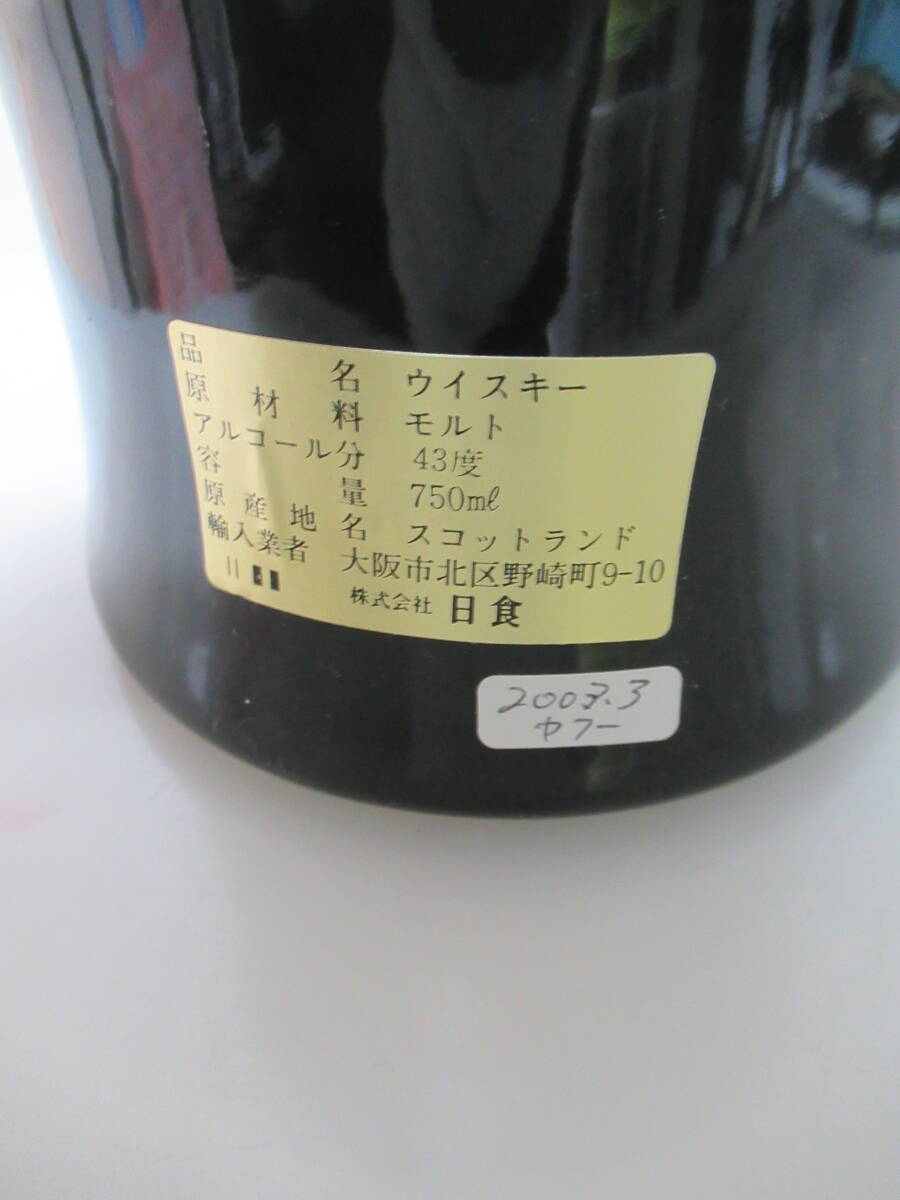 品名 ウイスキー
原材料 モルト
アルコール分 43度
容量 750mℓ
原産地名 スコットランド
輸入業者 大阪市北区野崎町9-10
株式会社 日食
2003.3
ヤフー